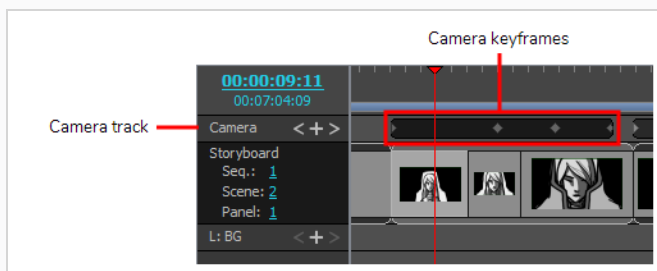 Camera keyframes
00:00:09:11
00:07:04:09
Camera track
Camera < + >
Storyboard
Seq.: 1
Scene: 2
Panel: 1
L: BG < + >